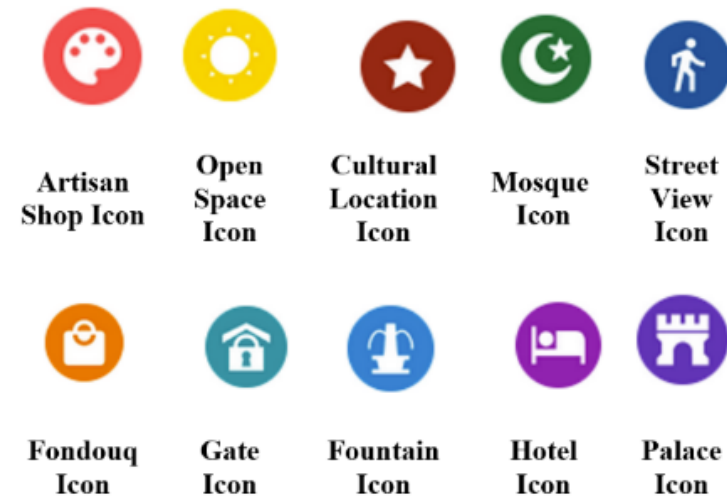 Artisan
Shop Icon
Open
Space
Icon
Cultural
Location
Icon
Mosque
Icon
Street
View
Icon
Fondouq
Icon
Gate
Icon
Fountain
Icon
Hotel
Icon
Palace
Icon